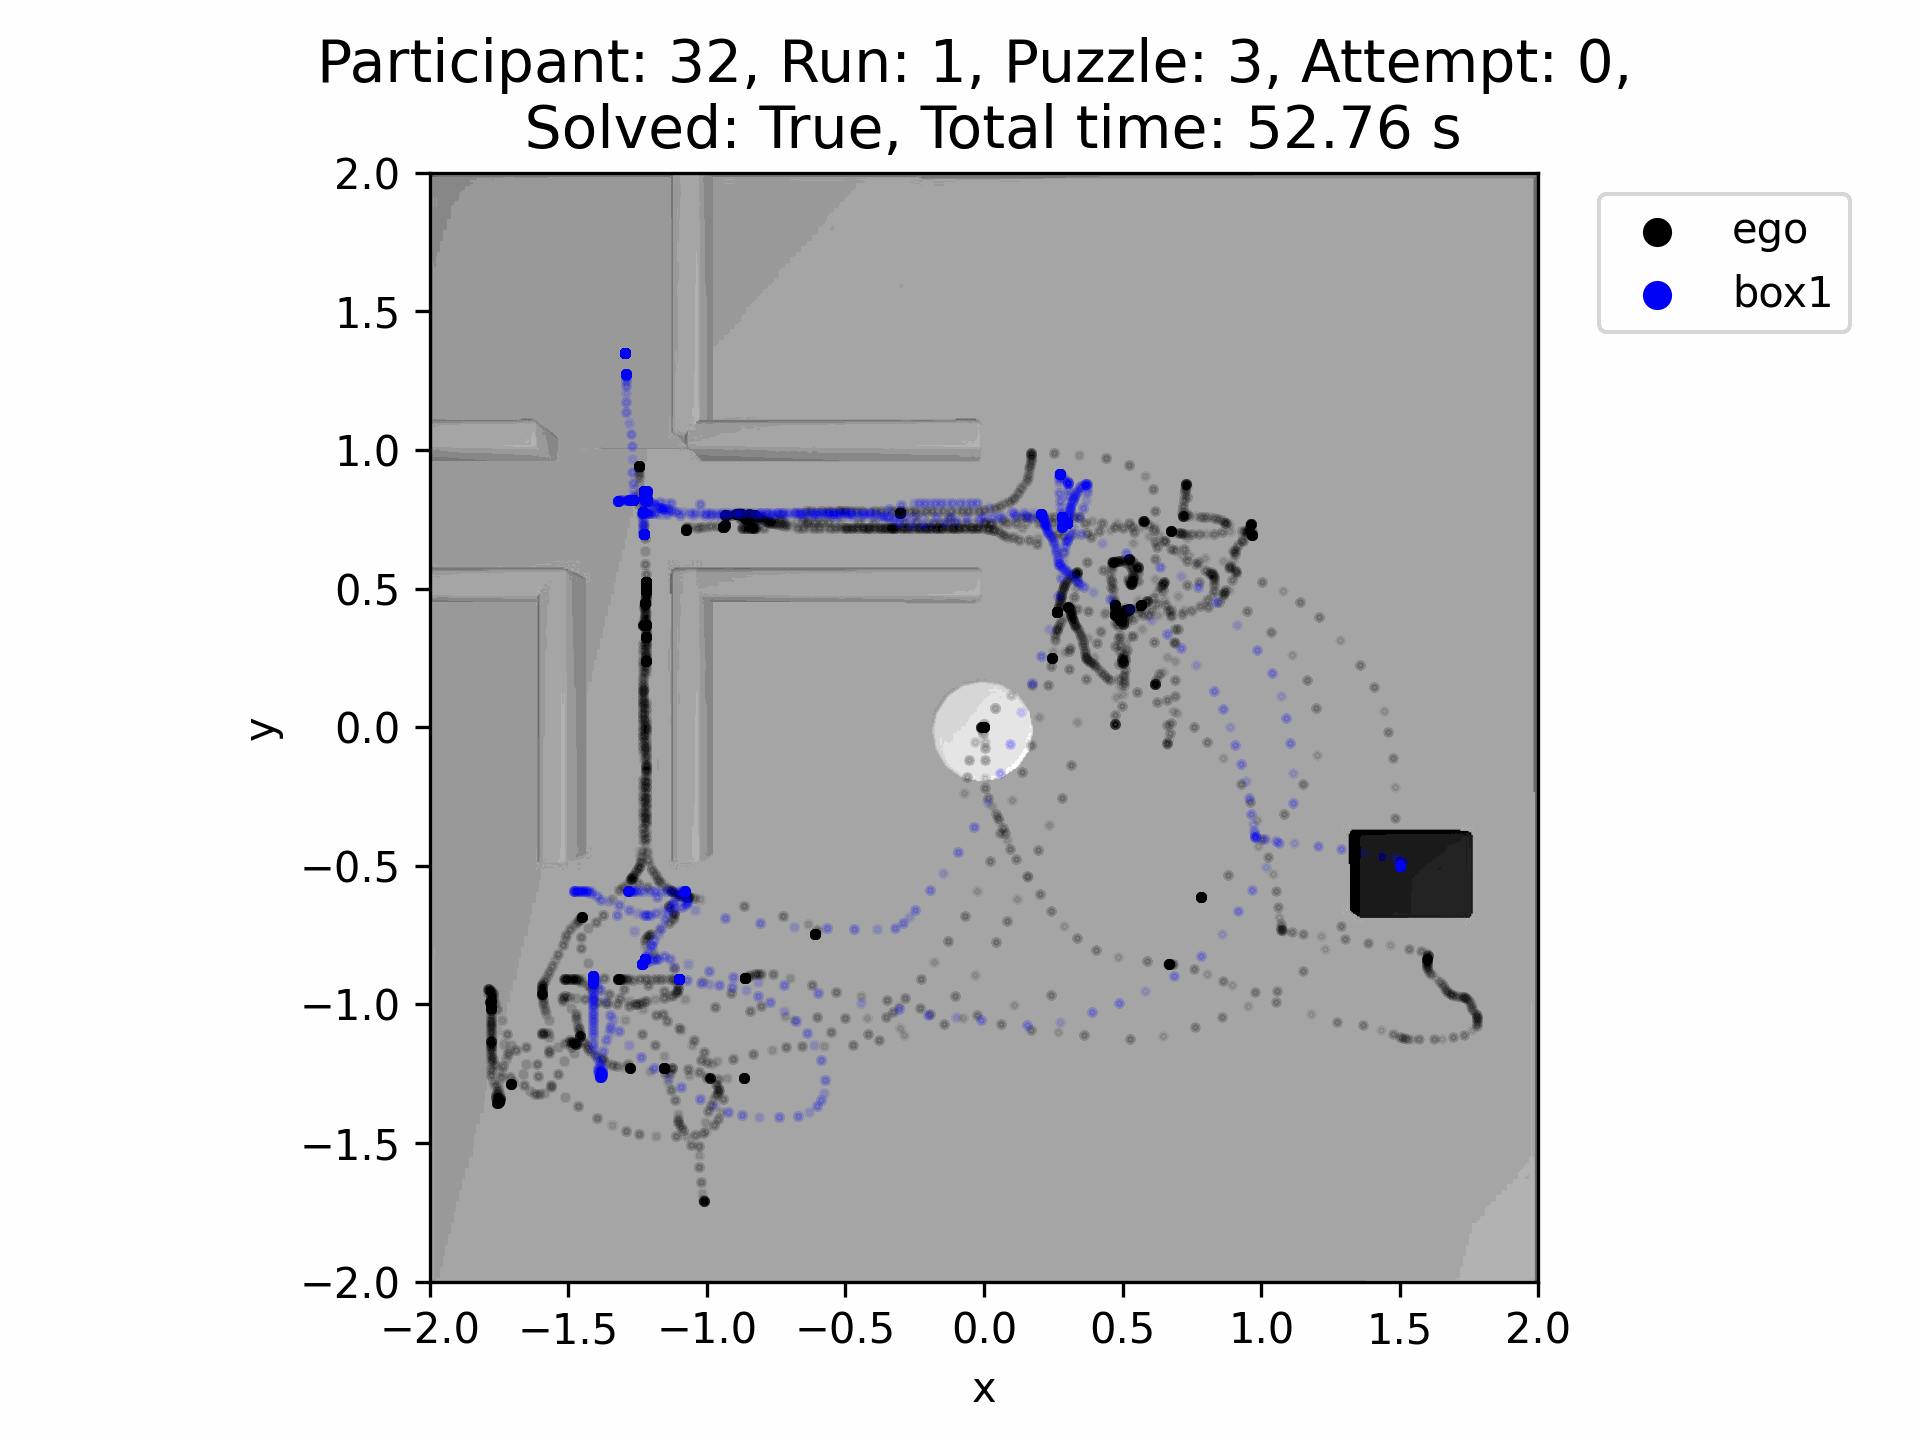 Participant: 32, Run: 1, Puzzle: 3, Attempt: 0,
Solved: True, Total time: 52.76 s
ego
box1
2.0
1.5
1.0
0.5
0.0
−0.5
−1.0
−1.5
−2.0
y
−2.0 −1.5 −1.0 −0.5 0.0 0.5 1.0 1.5 2.0
x